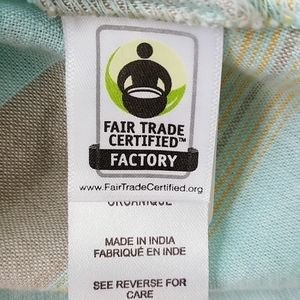 FAIR TRADE
CERTIFIED™
FACTORY
www.FairTradeCertified.org
ORGANIQUE
MADE IN INDIA
FABRIQUÉ EN INDE
SEE REVERSE FOR
CARE